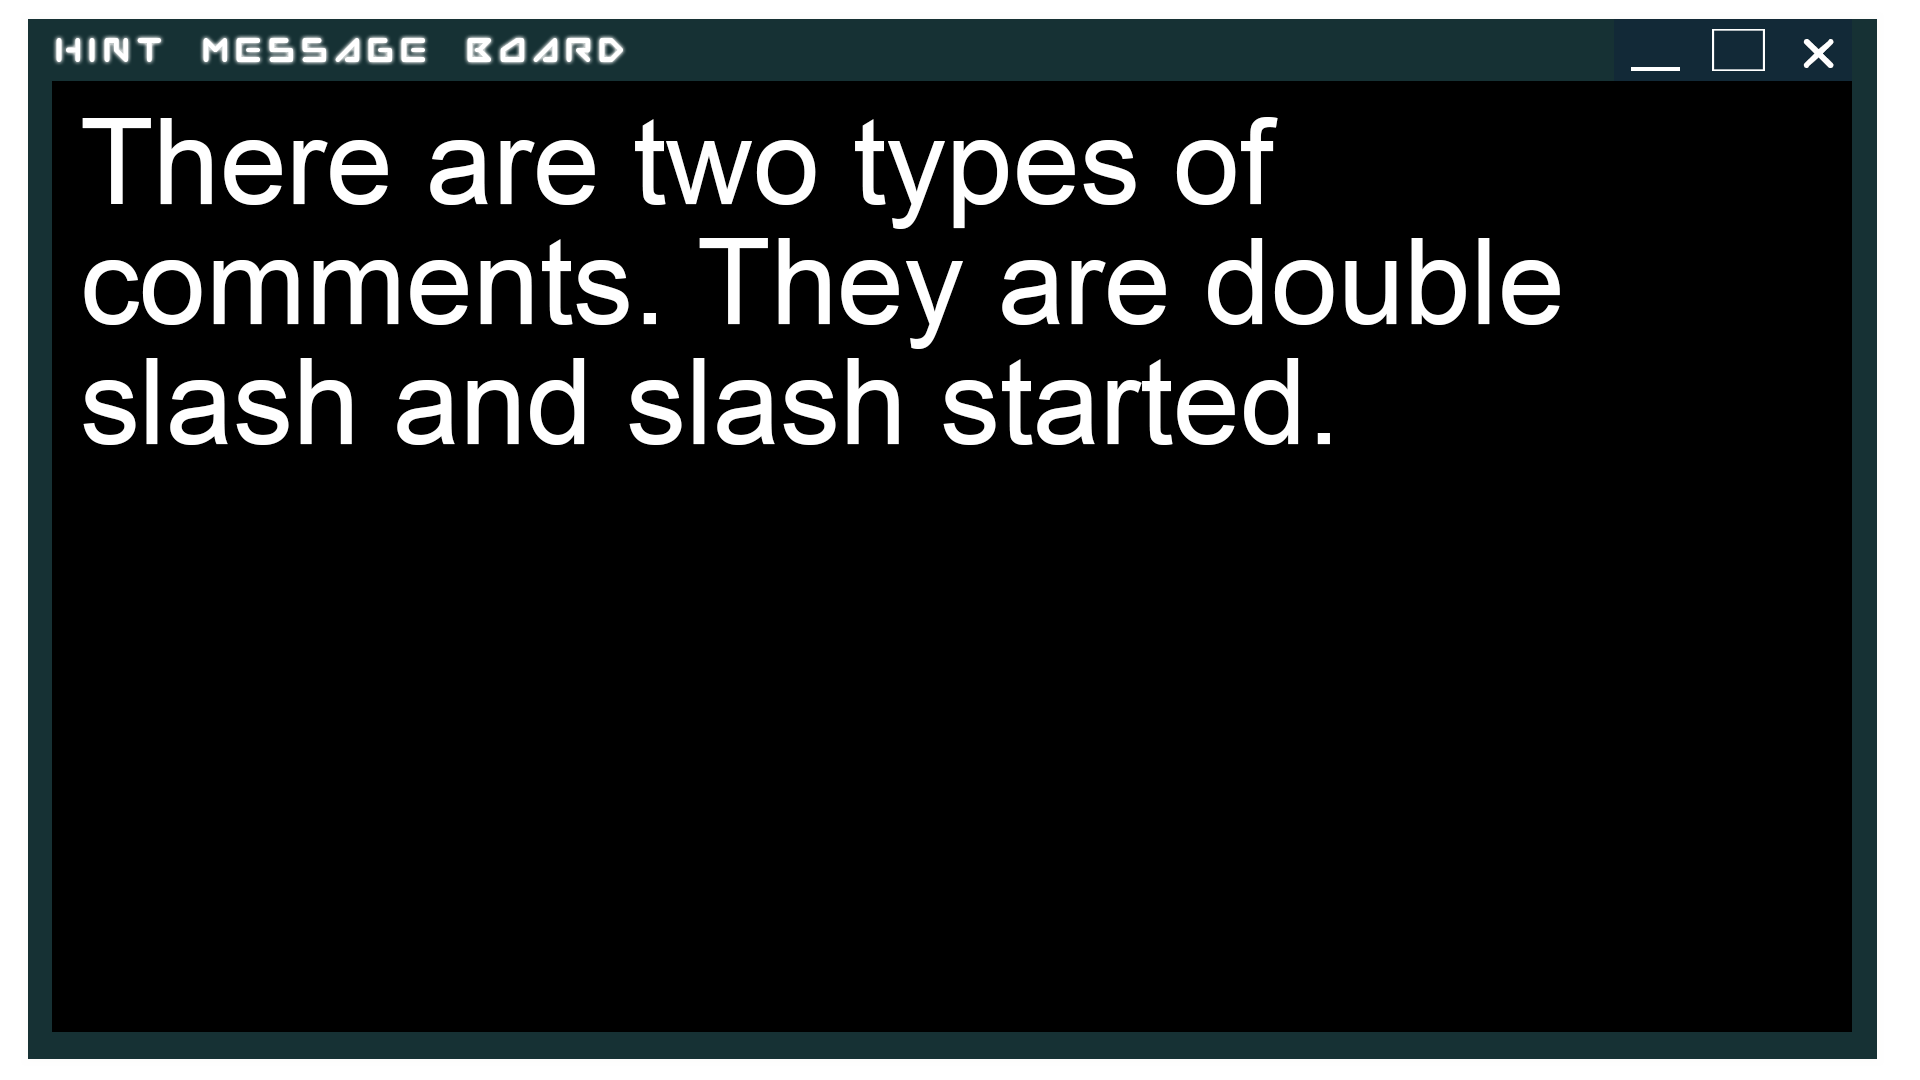 HINT MESSAGE BOARD
There are two types of
comments. They are double
slash and slash started.